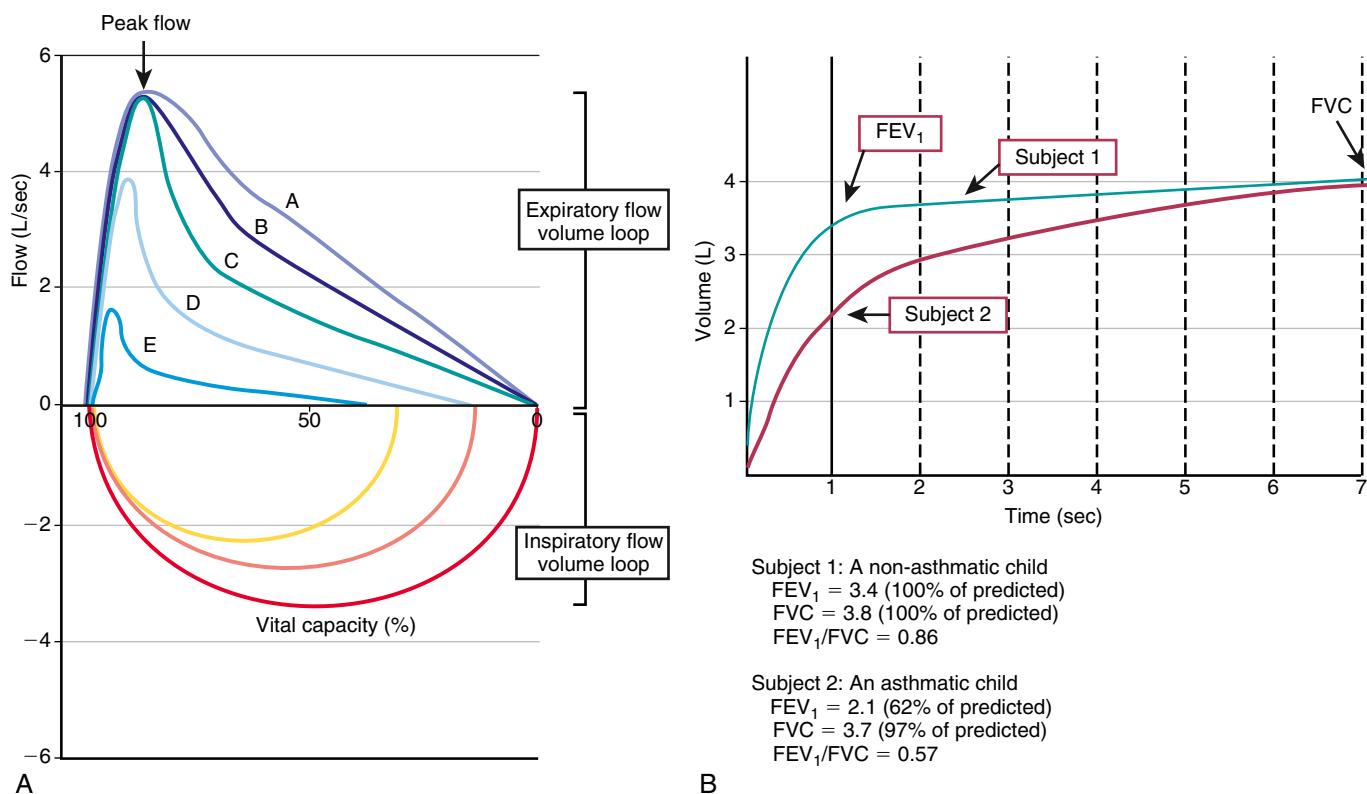 Peak flow
6
4
2
0
−2
−4
−6
Flow (L/sec)
A
B
C
D
E
100
50
0
Expiratory flow
volume loop
Inspiratory flow
volume loop
Vital capacity (%)
A
FEV₁
Subject 1
FVC
Subject 2
4
3
2
1
Volume (L)
1
2
3
4
5
6
7
Time (sec)
Subject 1: A non-asthmatic child
FEV₁ = 3.4 (100% of predicted)
FVC = 3.8 (100% of predicted)
FEV₁/FVC = 0.86
Subject 2: An asthmatic child
FEV₁ = 2.1 (62% of predicted)
FVC = 3.7 (97% of predicted)
FEV₁/FVC = 0.57
B